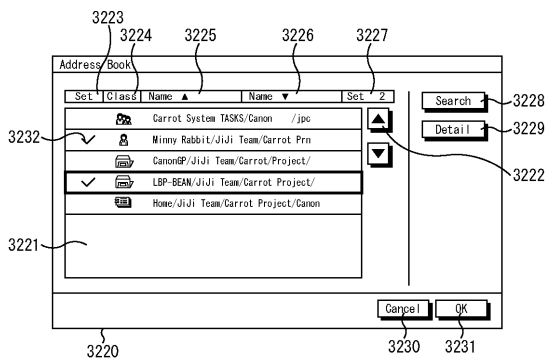 3223
3224 3225 3226 3227
Address Book
Set Class Name ▲ Name ▼ Set 2
Search 3228
Carrot System TASKS/Canon /jpc
3232 Minny Rabbit/JiJi Team/Carrot Prn
Detail 3229
CanonGP/JiJi Team/Carrot/Project/
3222
LBP-BEAN/JiJi Team/Carrot Project/
Home/JiJi Team/Carrot Project/Canon
3221
Cancel OK
3220 3230 3231